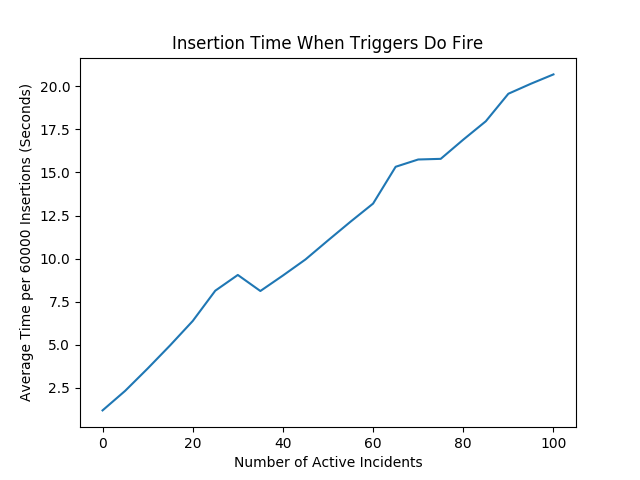 Insertion Time When Triggers Do Fire
Average Time per 60000 Insertions (Seconds)
20.0
17.5
15.0
12.5
10.0
7.5
5.0
2.5
0 20 40 60 80 100
Number of Active Incidents